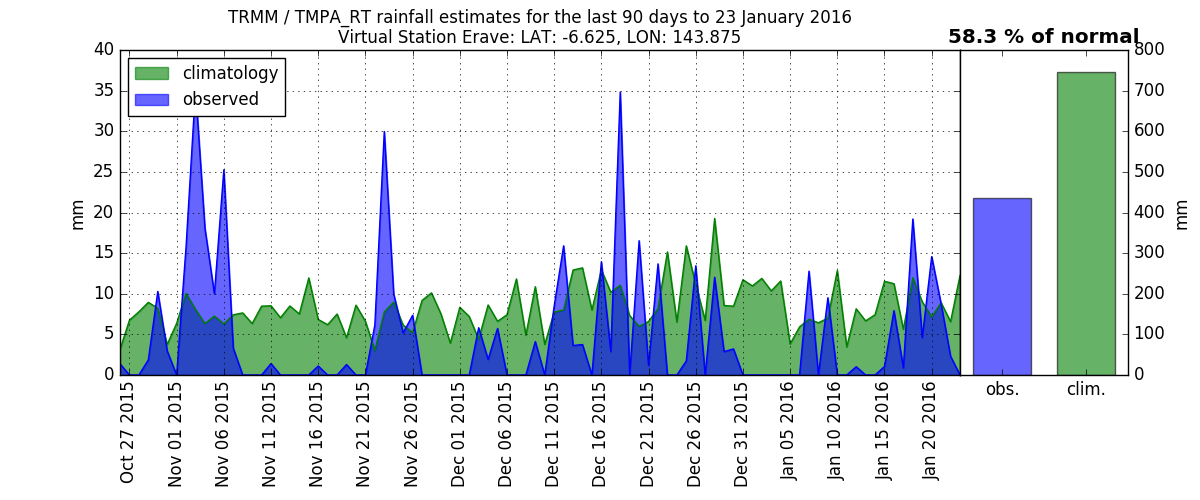 TRMM / TMPA_RT rainfall estimates for the last 90 days to 23 January 2016
Virtual Station Erave: LAT: -6.625, LON: 143.875
58.3 % of normal
climatology
observed
mm
40
35
30
25
20
15
10
5
0
Oct 27 2015
Nov 01 2015
Nov 06 2015
Nov 11 2015
Nov 16 2015
Nov 21 2015
Nov 26 2015
Dec 01 2015
Dec 06 2015
Dec 11 2015
Dec 16 2015
Dec 21 2015
Dec 26 2015
Dec 31 2015
Jan 05 2016
Jan 10 2016
Jan 15 2016
Jan 20 2016
obs.
clim.
800
700
600
500
400
300
200
100
0
mm